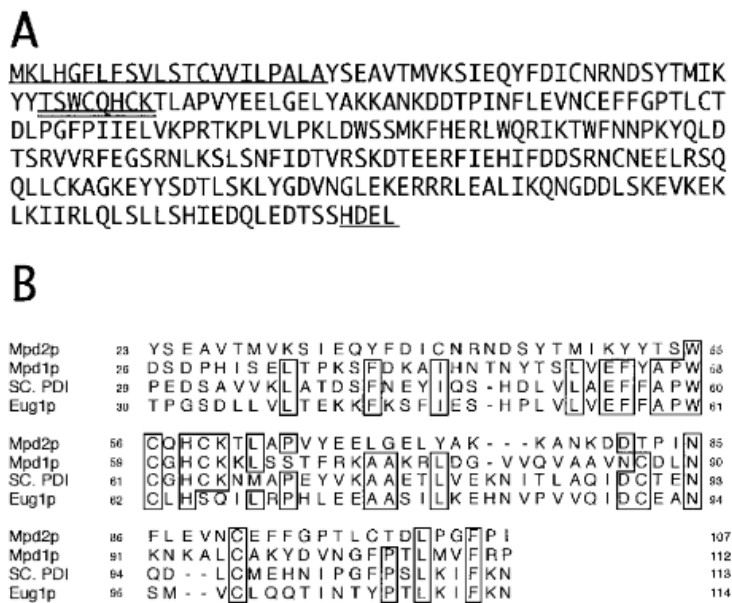 A
MKLHGFLFSVLSTCVVILPALAYSEAVTMVKSIEQYFDICNRNDSYTMIK
YYTSWCQHCKTLAPVYEELGELYAKKANKDDTPINFLEVNCEFFGPTLCT
DLPGFPIIELVKPRTKPLVLPKLDWSSMKFHERLWQRIKTWFNNPKYQLD
TSRVVRFEGSRNLKSLSNFIDTVRSKDTEERFIEHIFDDSRNCNEELRSQ
QLLCKAGKEYYSDTLSKLYGDVNGLEKERRRLEALIKQNGDDLSKEVKEK
LKIIRLQLSLLSHIEDQLEDTSSHDEL
B
Mpd2p 23 YSEAVTMVKSIEQYFDICNRNDSYTMIKYYTSW 55
Mpd1p 26 DSDPHISELTPKSFDKAIHNTNYTSLVEFYAPW 58
SC. PDI 29 PEDSAVVKLATDSFNEYIQS-HDLVLAEFFAPW 60
Eug1p 30 TPGSDLLVLTEKKFKSFIES-HPLVLVEFFAPW 61
Mpd2p 56 CQHCKTLAPVYEELGELYAK--KANKDDTPIN 85
Mpd1p 59 CGHCKKLSSTFRKAAKRLDG-VVQVAAVNCDLN 90
SC. PDI 61 CGHCKNMAPEYVKAAETLVEKNITLAQIDCTEN 93
Eug1p 62 CLHSQILRPHLEEAASILKEHNVPVVQIDCEAN 94
Mpd2p 86 FLEVNCEFFGPTLCTDLPGFPI 107
Mpd1p 91 KNKALCAKYDVNGFPTLMVFRP 112
SC. PDI 94 QD--LCMEHNIPGFPSLKIFKN 113
Eug1p 95 SM--VCLQQTINTYPTLKIFKN 114